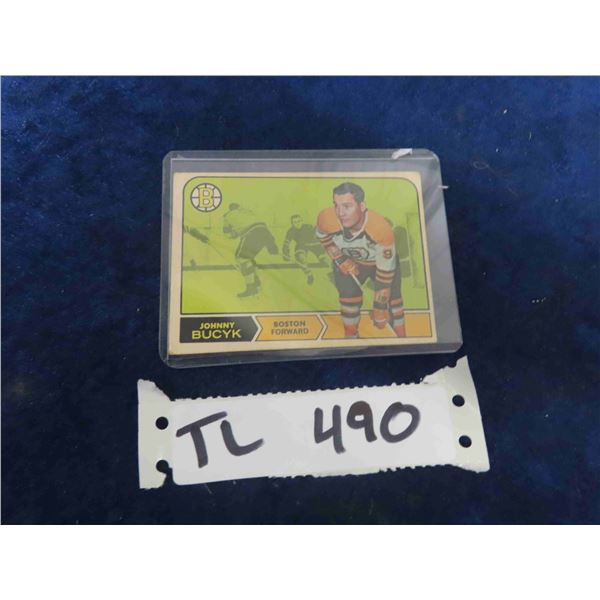 B
JOHNNY BUCYK
BOSTON FORWARD
9
TL 490